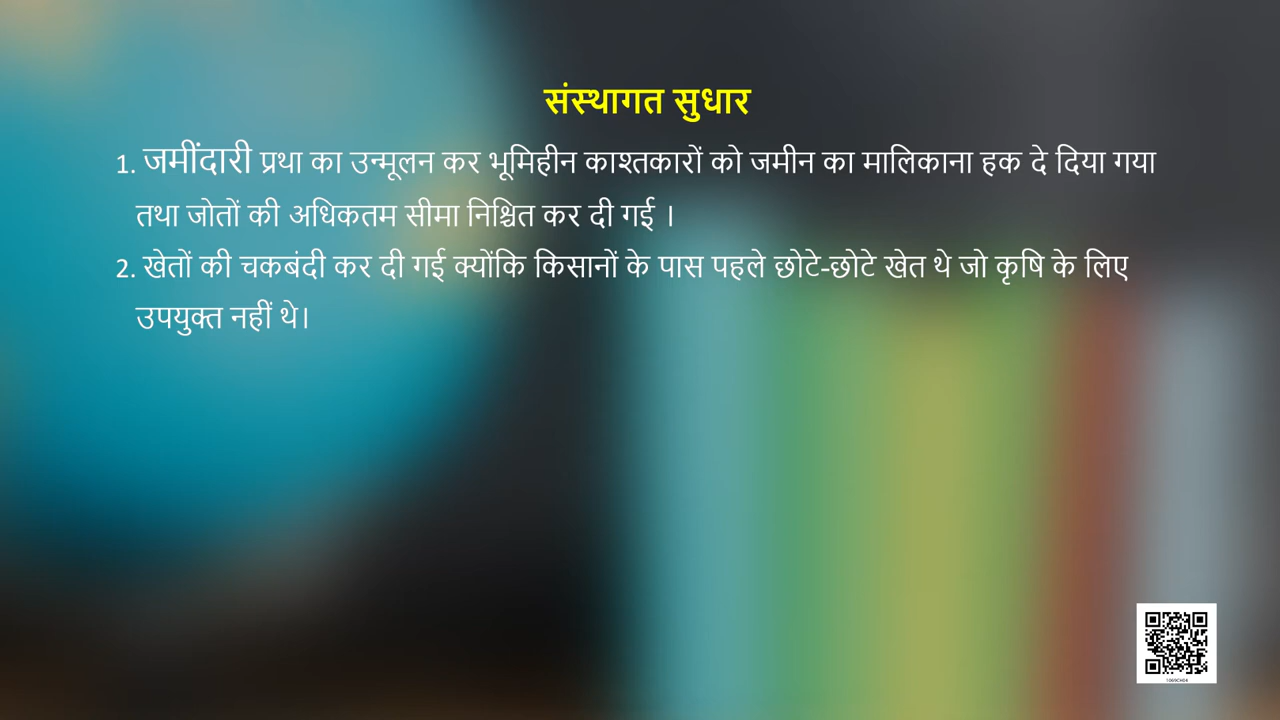 संस्थागत सुधार
1. जमींदारी प्रथा का उन्मूलन कर भूमिहीन काश्तकारों को जमीन का मालिकाना हक दे दिया गया
तथा जोतों की अधिकतम सीमा निश्चित कर दी गई ।
2. खेतों की चकबंदी कर दी गई क्योंकि किसानों के पास पहले छोटे-छोटे खेत थे जो कृषि के लिए
उपयुक्त नहीं थे।